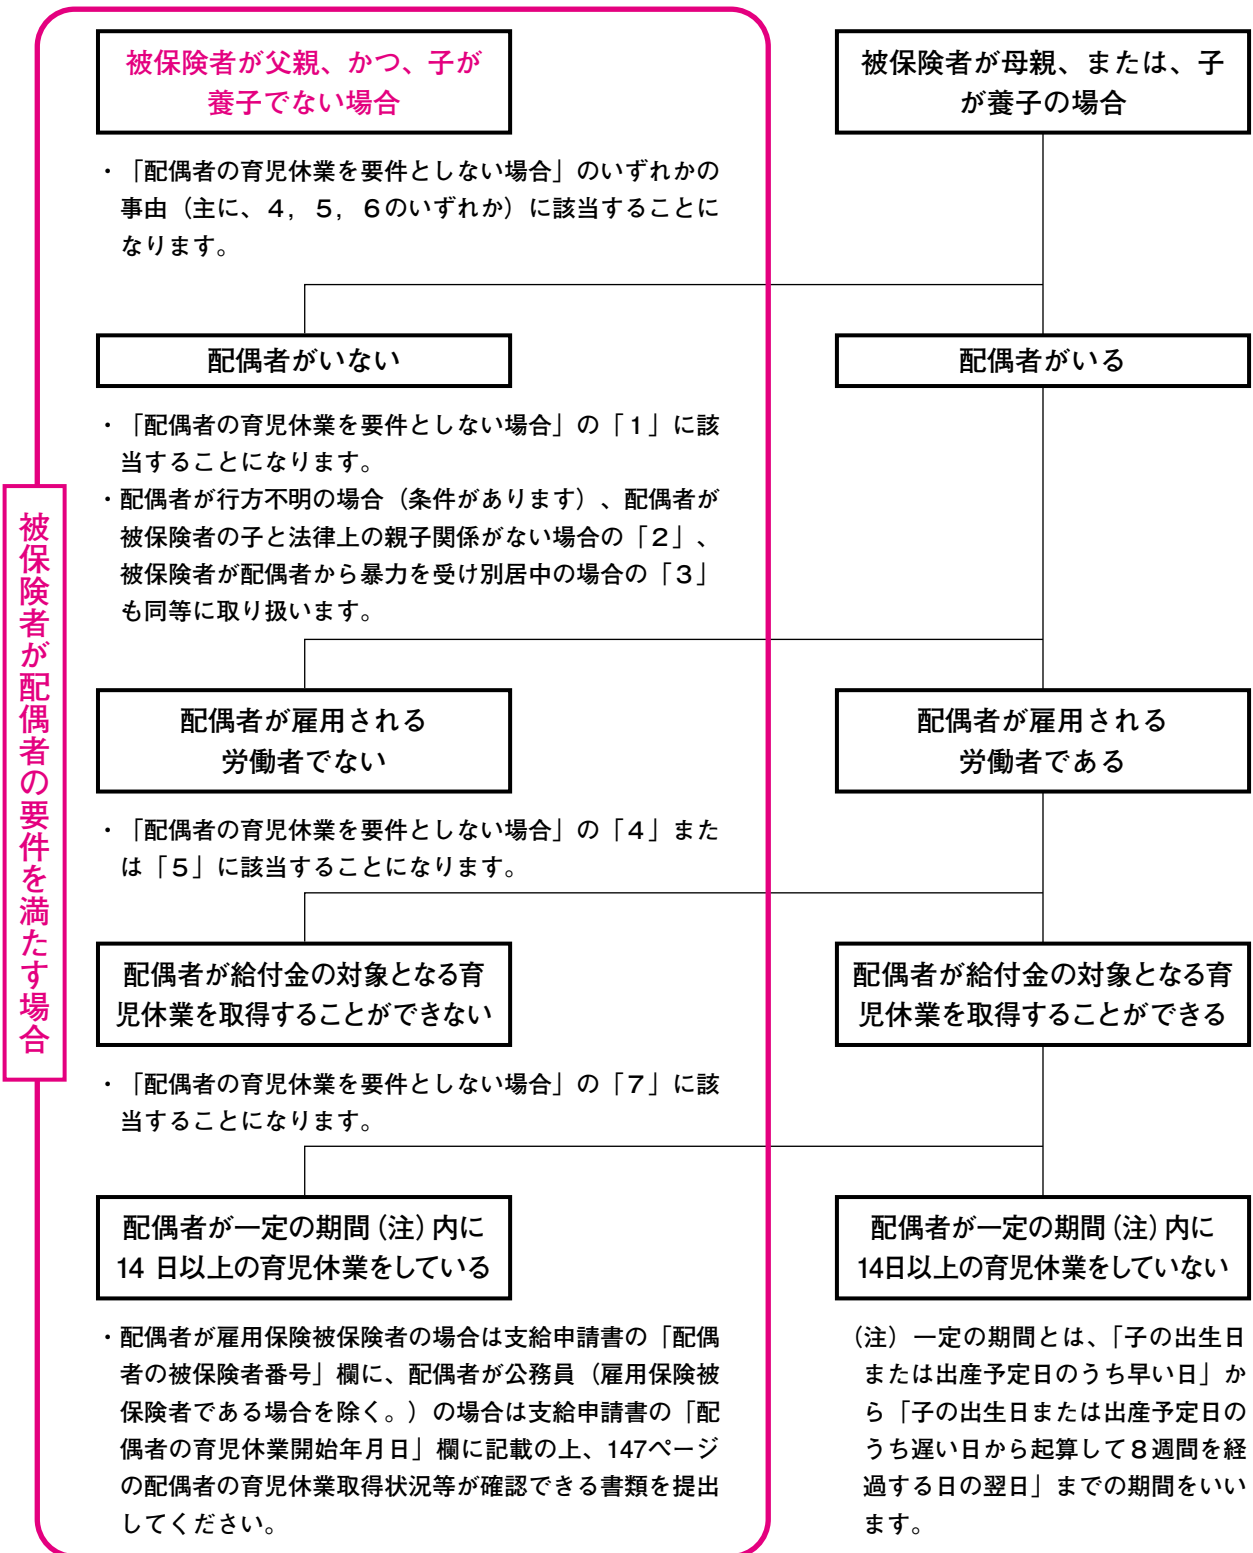 被保険者が父親、かつ、子が
養子でない場合
被保険者が母親、または、子
が養子の場合
・「配偶者の育児休業を要件としない場合」のいずれかの
事由（主に、４，５，６のいずれか）に該当することに
なります。
配偶者がいない
配偶者がいる
・「配偶者の育児休業を要件としない場合」の「１」に該
当することになります。
・配偶者が行方不明の場合（条件があります）、配偶者が
被保険者の子と法律上の親子関係がない場合の「２」、
被保険者が配偶者から暴力を受け別居中の場合の「３」
も同等に取り扱います。
被保険者が配偶者の要件を満たす場合
配偶者が雇用される
労働者でない
配偶者が雇用される
労働者である
・「配偶者の育児休業を要件としない場合」の「４」また
は「５」に該当することになります。
配偶者が給付金の対象となる育
児休業を取得することができない
配偶者が給付金の対象となる育
児休業を取得することができる
・「配偶者の育児休業を要件としない場合」の「７」に該
当することになります。
配偶者が一定の期間（注）内に
14 日以上の育児休業をしている
配偶者が一定の期間（注）内に
14日以上の育児休業をしていない
・配偶者が雇用保険被保険者の場合は支給申請書の「配偶
者の被保険者番号」欄に、配偶者が公務員（雇用保険被
保険者である場合を除く。）の場合は支給申請書の「配
偶者の育児休業開始年月日」欄に記載の上、147ページ
の配偶者の育児休業取得状況等が確認できる書類を提出
してください。
（注）一定の期間とは、「子の出生日
または出産予定日のうち早い日」か
ら「子の出生日または出産予定日の
うち遅い日から起算して８週間を経
過する日の翌日」までの期間をいい
ます。